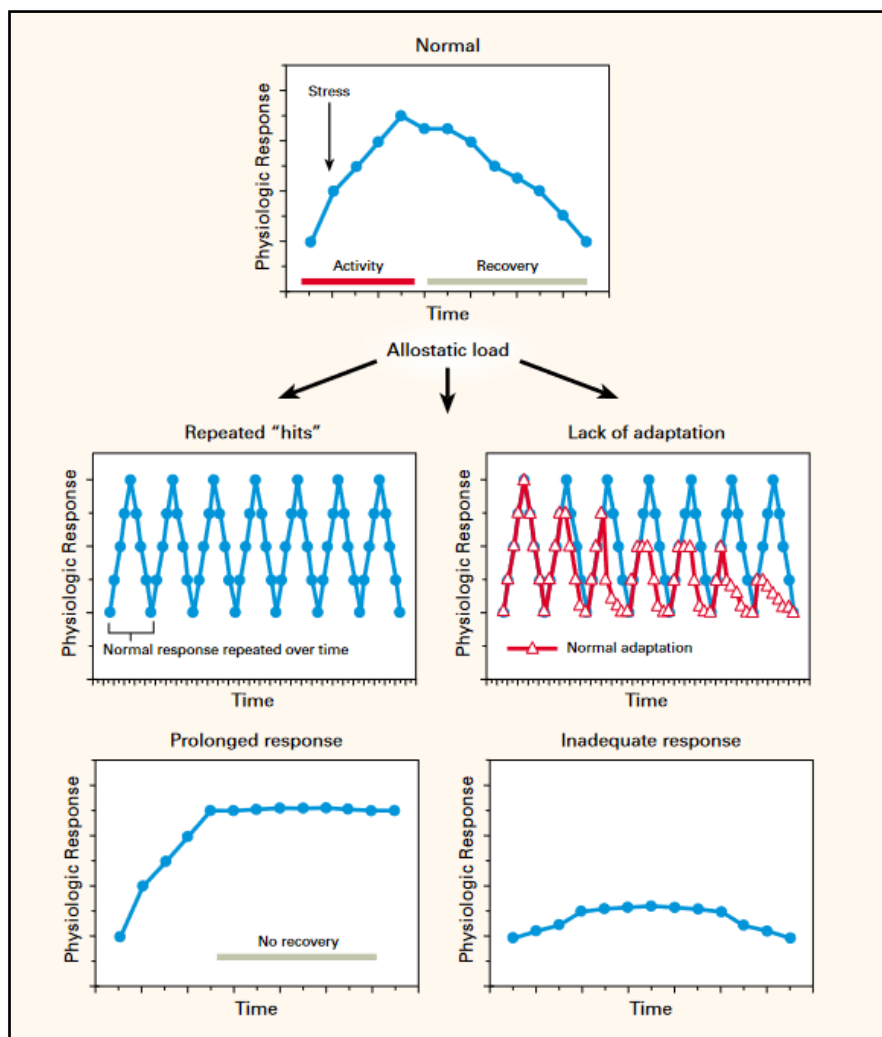 Normal
Physiologic Response
Stress
Activity
Recovery
Time
Allostatic load
Repeated “hits”
Physiologic Response
Normal response repeated over time
Time
Lack of adaptation
Physiologic Response
Normal adaptation
Time
Prolonged response
Physiologic Response
No recovery
Time
Inadequate response
Physiologic Response
Time